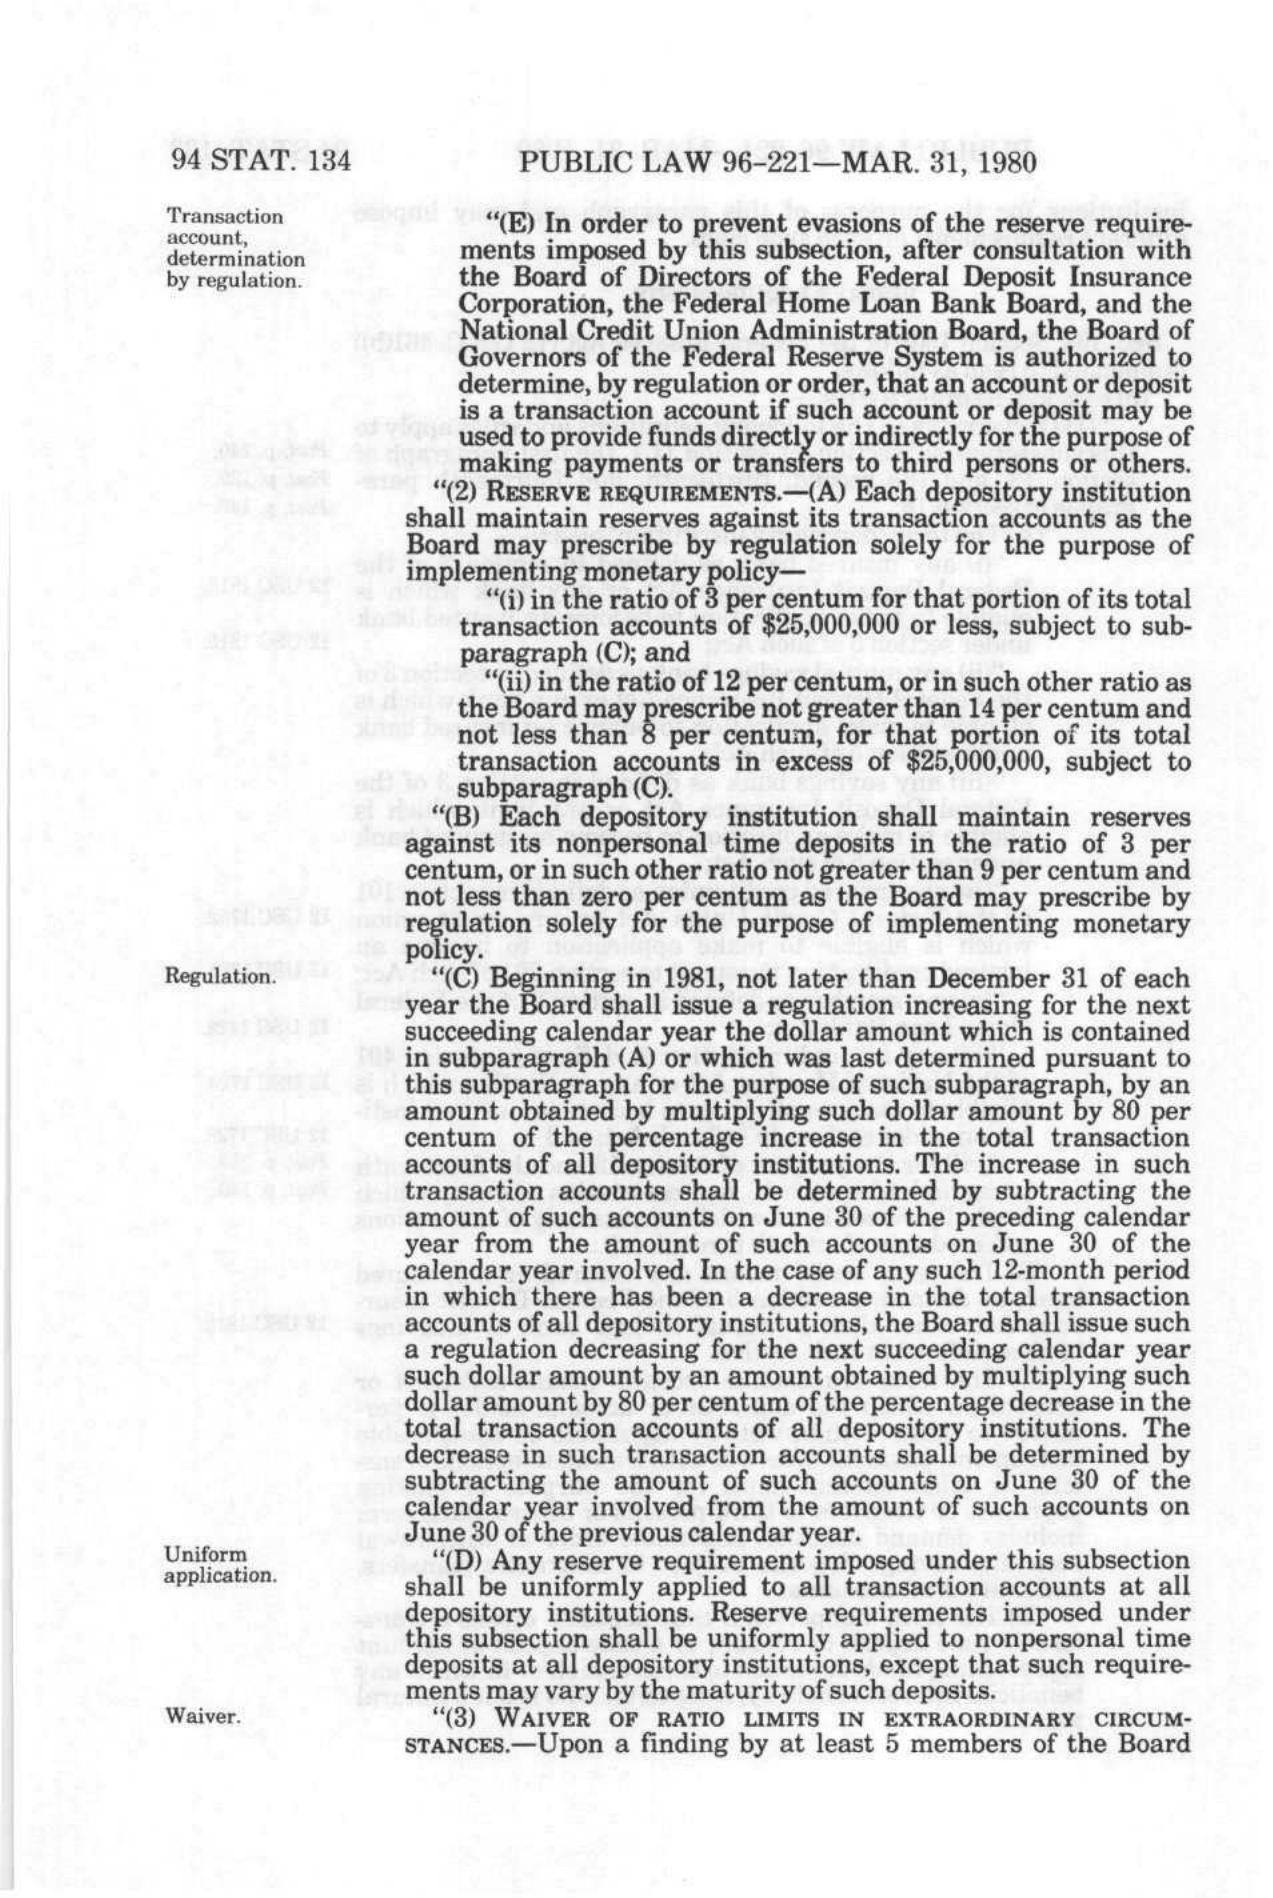 94 STAT. 134
PUBLIC LAW 96-221—MAR. 31, 1980
Transaction
account,
determination
by regulation.
“(E) In order to prevent evasions of the reserve require-
ments imposed by this subsection, after consultation with
the Board of Directors of the Federal Deposit Insurance
Corporation, the Federal Home Loan Bank Board, and the
National Credit Union Administration Board, the Board of
Governors of the Federal Reserve System is authorized to
determine, by regulation or order, that an account or deposit
is a transaction account if such account or deposit may be
used to provide funds directly or indirectly for the purpose of
making payments or transfers to third persons or others.
“(2) RESERVE REQUIREMENTS.—(A) Each depository institution
shall maintain reserves against its transaction accounts as the
Board may prescribe by regulation solely for the purpose of
implementing monetary policy—
“(i) in the ratio of 3 per centum for that portion of its total
transaction accounts of $25,000,000 or less, subject to sub-
paragraph (C); and
“(ii) in the ratio of 12 per centum, or in such other ratio as
the Board may prescribe not greater than 14 per centum and
not less than 8 per centum, for that portion of its total
transaction accounts in excess of $25,000,000, subject to
subparagraph (C).
“(B) Each depository institution shall maintain reserves
against its nonpersonal time deposits in the ratio of 3 per
centum, or in such other ratio not greater than 9 per centum and
not less than zero per centum as the Board may prescribe by
regulation solely for the purpose of implementing monetary
policy.
Regulation.
“(C) Beginning in 1981, not later than December 31 of each
year the Board shall issue a regulation increasing for the next
succeeding calendar year the dollar amount which is contained
in subparagraph (A) or which was last determined pursuant to
this subparagraph for the purpose of such subparagraph, by an
amount obtained by multiplying such dollar amount by 80 per
centum of the percentage increase in the total transaction
accounts of all depository institutions. The increase in such
transaction accounts shall be determined by subtracting the
amount of such accounts on June 30 of the preceding calendar
year from the amount of such accounts on June 30 of the
calendar year involved. In the case of any such 12-month period
in which there has been a decrease in the total transaction
accounts of all depository institutions, the Board shall issue such
a regulation decreasing for the next succeeding calendar year
such dollar amount by an amount obtained by multiplying such
dollar amount by 80 per centum of the percentage decrease in the
total transaction accounts of all depository institutions. The
decrease in such transaction accounts shall be determined by
subtracting the amount of such accounts on June 30 of the
calendar year involved from the amount of such accounts on
June 30 of the previous calendar year.
Uniform
application.
“(D) Any reserve requirement imposed under this subsection
shall be uniformly applied to all transaction accounts at all
depository institutions. Reserve requirements imposed under
this subsection shall be uniformly applied to nonpersonal time
deposits at all depository institutions, except that such require-
ments may vary by the maturity of such deposits.
Waiver.
“(3) WAIVER OF RATIO LIMITS IN EXTRAORDINARY CIRCUM-
STANCES.—Upon a finding by at least 5 members of the Board